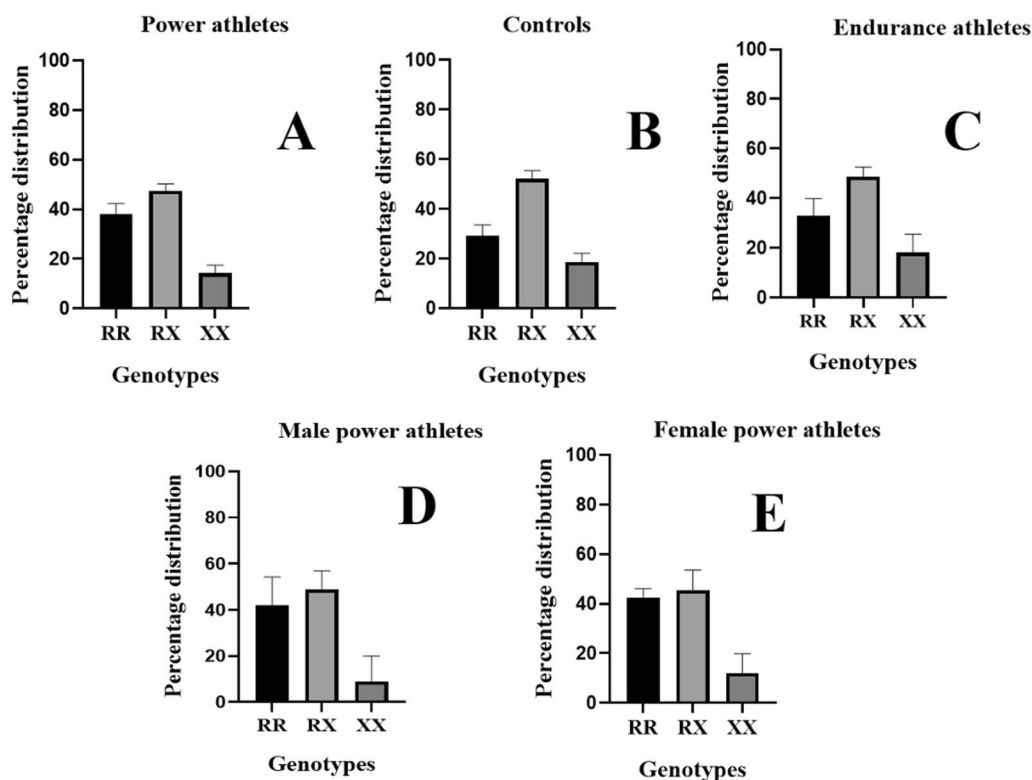 Power athletes
Percentage distribution
100
80
60
40
20
0
RR RX XX
Genotypes
A
Controls
Percentage distribution
100
80
60
40
20
0
RR RX XX
Genotypes
B
Endurance athletes
Percentage distribution
100
80
60
40
20
0
RR RX XX
Genotypes
C
Male power athletes
Percentage distribution
100
80
60
40
20
0
RR RX XX
Genotypes
D
Female power athletes
Percentage distribution
100
80
60
40
20
0
RR RX XX
Genotypes
E